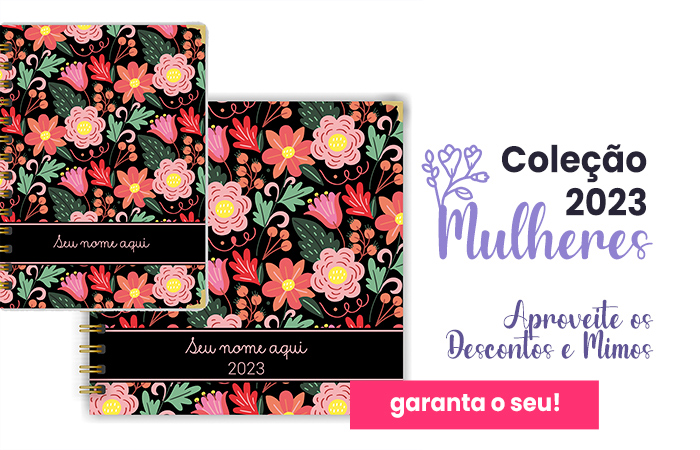 Seu nome aqui
Seu nome aqui
2023
Coleção
2023
Mulheres
Aproveite os
Descontos e Mimos
garanta o seu!